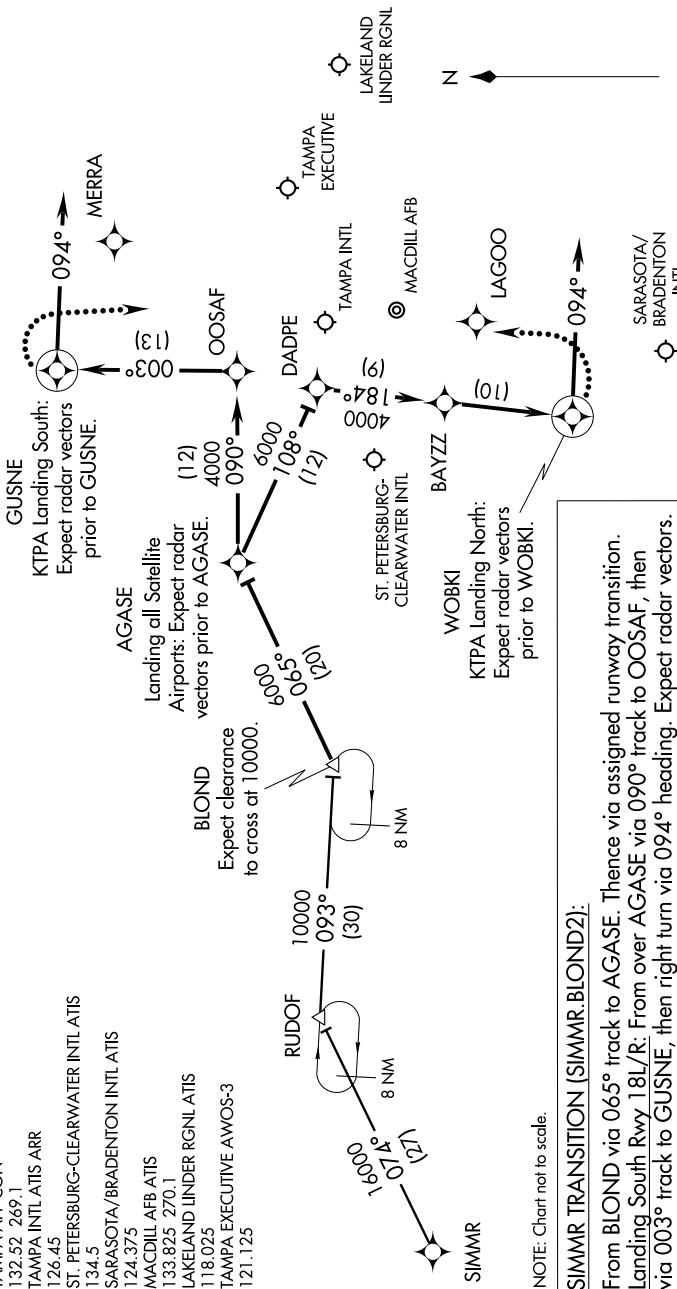 132.52 269.1
TAMPA INTL ATIS ARR
126.45
ST. PETERSBURG-CLEARWATER INTL ATIS
134.5
SARASOTA/BRADENTON INTL ATIS
124.375
MACDILL AFB ATIS
133.825 270.1
LAKELAND LINDER RGNL ATIS
118.025
TAMPA EXECUTIVE AWOS-3
121.125
GUSNE
KTPA Landing South:
Expect radar vectors
prior to GUSNE.
094°
MERRA
(13)
003°
OOSAF
(12)
4000
090°
AGASE
Landing all Satellite
Airports: Expect radar
vectors prior to AGASE.
6000
108°
(12)
DADPE
TAMPA INTL
TAMPA
EXECUTIVE
LAKELAND
LINDER RGNL
N
MACDILL AFB
4000
184°
(9)
ST. PETERSBURG-
CLEARWATER INTL
BAYZZ
(10)
LAGOO
094°
SARASOTA/
BRADENTON
WOBKI
KTPA Landing North:
Expect radar vectors
prior to WOBKI.
6000
065°
(20)
BLOND
Expect clearance
to cross at 10000.
8 NM
10000
093°
(30)
RUDOF
8 NM
16000
074°
(27)
SIMMR
NOTE: Chart not to scale.
SIMMR TRANSITION (SIMMR.BLOND2):
From BLOND via 065° track to AGASE. Thence via assigned runway transition.
Landing South Rwy 18L/R: From over AGASE via 090° track to OOSAF, then
via 003° track to GUSNE, then right turn via 094° heading. Expect radar vectors.